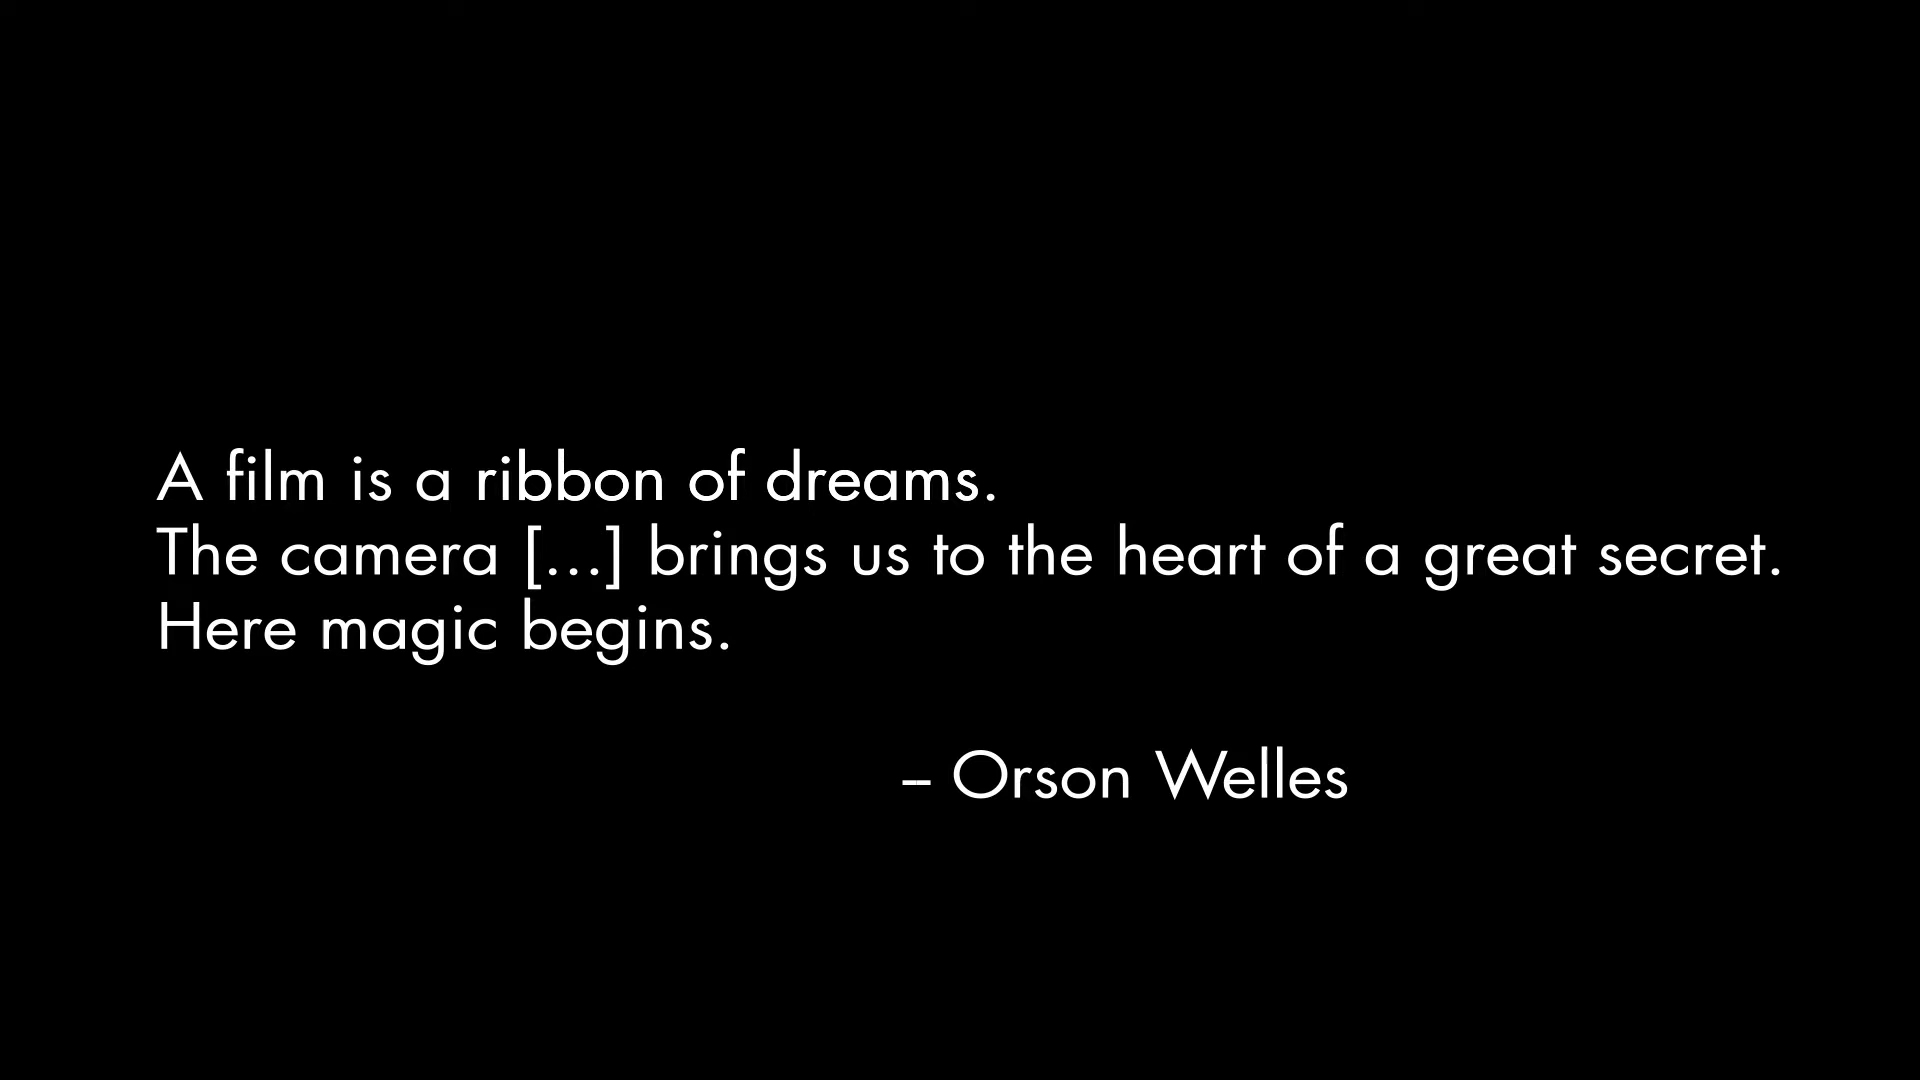 A film is a ribbon of dreams.
The camera [...] brings us to the heart of a great secret.
Here magic begins.
– Orson Welles